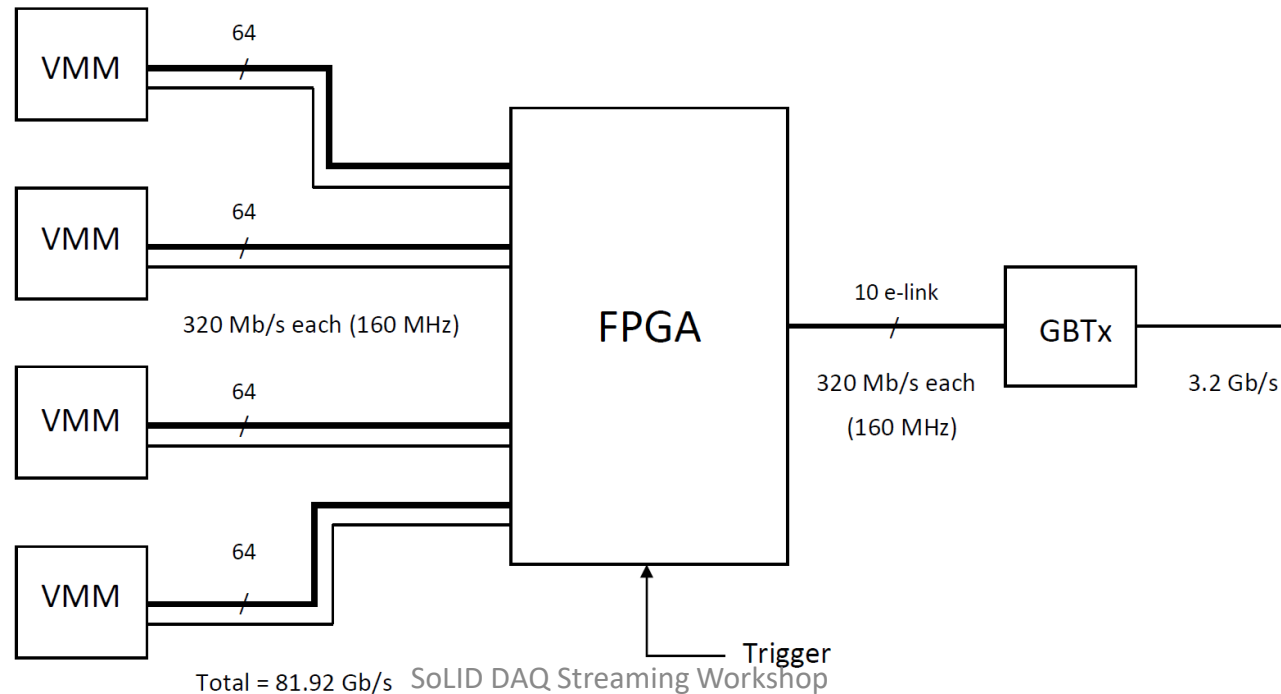 64
VMM
64
VMM
320 Mb/s each (160 MHz)
64
VMM
64
VMM
Total = 81.92 Gb/s
FPGA
Trigger
10 e-link
320 Mb/s each
(160 MHz)
GBTx
3.2 Gb/s
SoLID DAQ Streaming Workshop